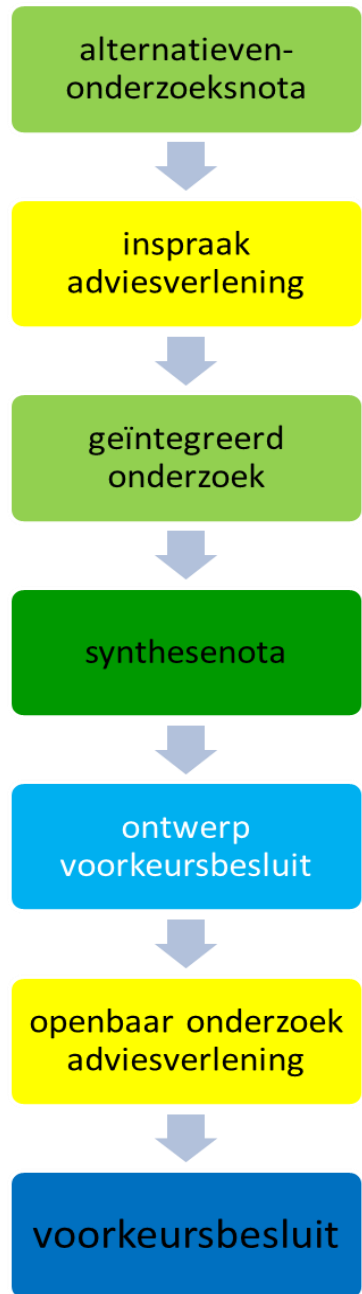 alternatieven-
onderzoeksnota
inspraak
adviesverlening
geïntegreerd
onderzoek
synthesenota
ontwerp
voorkeursbesluit
openbaar onderzoek
adviesverlening
voorkeursbesluit